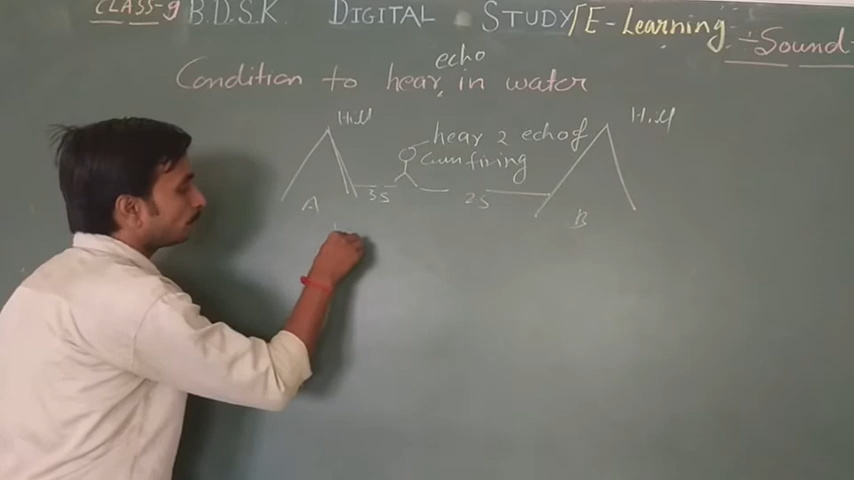 CLASS-9 B.D.S.K. DIGITAL STUDY/E-Learning ÷Sound-
Condition to hear echo in water
Hill hear 2 echo of Hill
Gun firing
3s 2s
A B